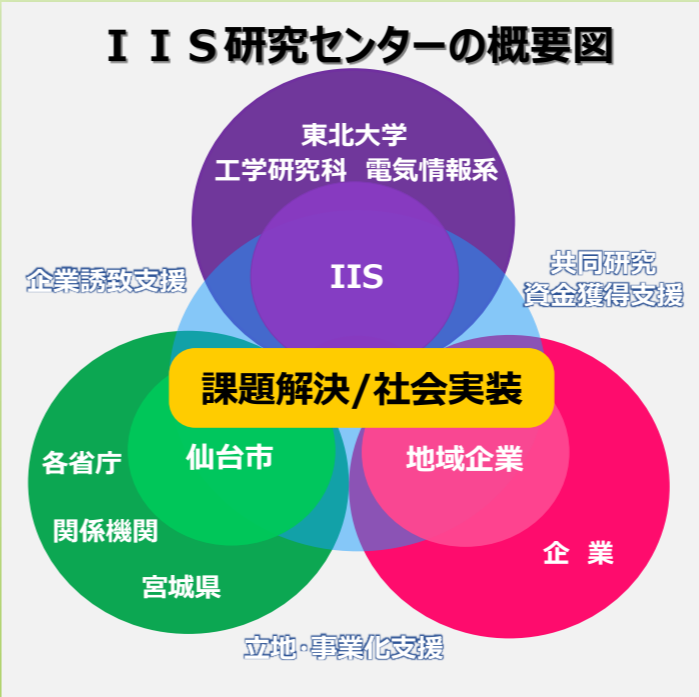 ＩＩＳ研究センターの概要図
東北大学
工学研究科 電気情報系
IIS
企業誘致支援
共同研究
資金獲得支援
課題解決/社会実装
各省庁
仙台市
地域企業
関係機関
宮城県
企 業
立地・事業化支援